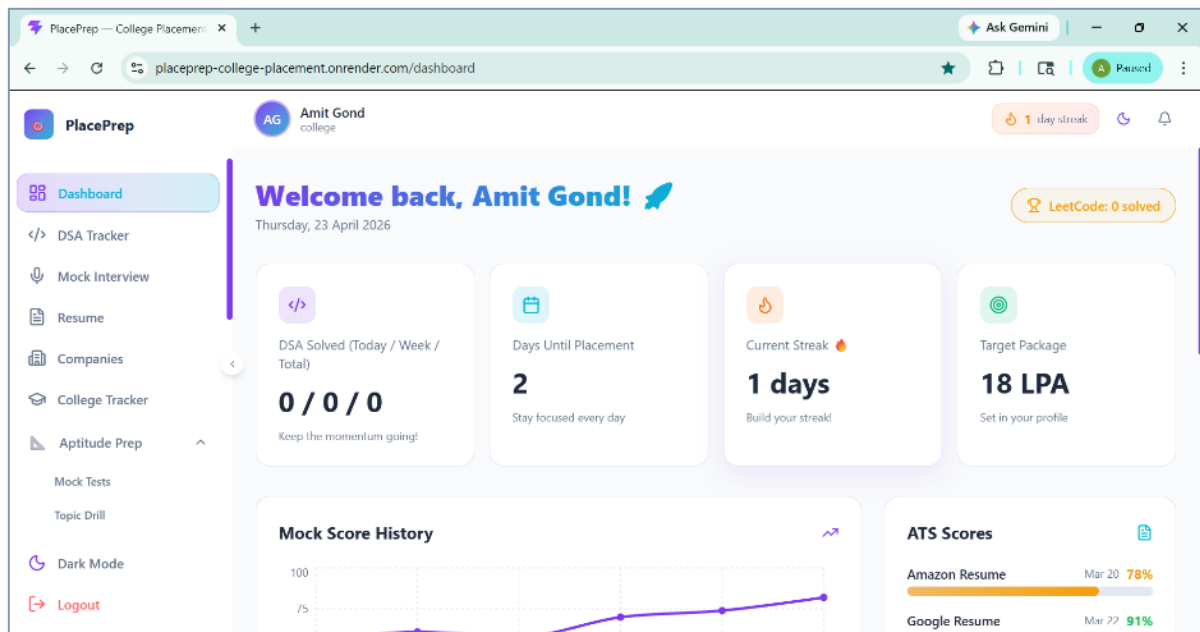 PlacePrep — College Placement
Ask Gemini
placeprep-college-placement.onrender.com/dashboard
A
Paused
PlacePrep
AG
Amit Gond
college
1 day streak
Dashboard
DSA Tracker
Mock Interview
Resume
Companies
College Tracker
Aptitude Prep
Mock Tests
Topic Drill
Dark Mode
Logout
Welcome back, Amit Gond!
Thursday, 23 April 2026
LeetCode: 0 solved
DSA Solved (Today / Week /
Total)
0 / 0 / 0
Keep the momentum going!
Days Until Placement
2
Stay focused every day
Current Streak
1 days
Build your streak!
Target Package
18 LPA
Set in your profile
Mock Score History
100
75
ATS Scores
Amazon Resume Mar 20 78%
Google Resume Mar 22 91%